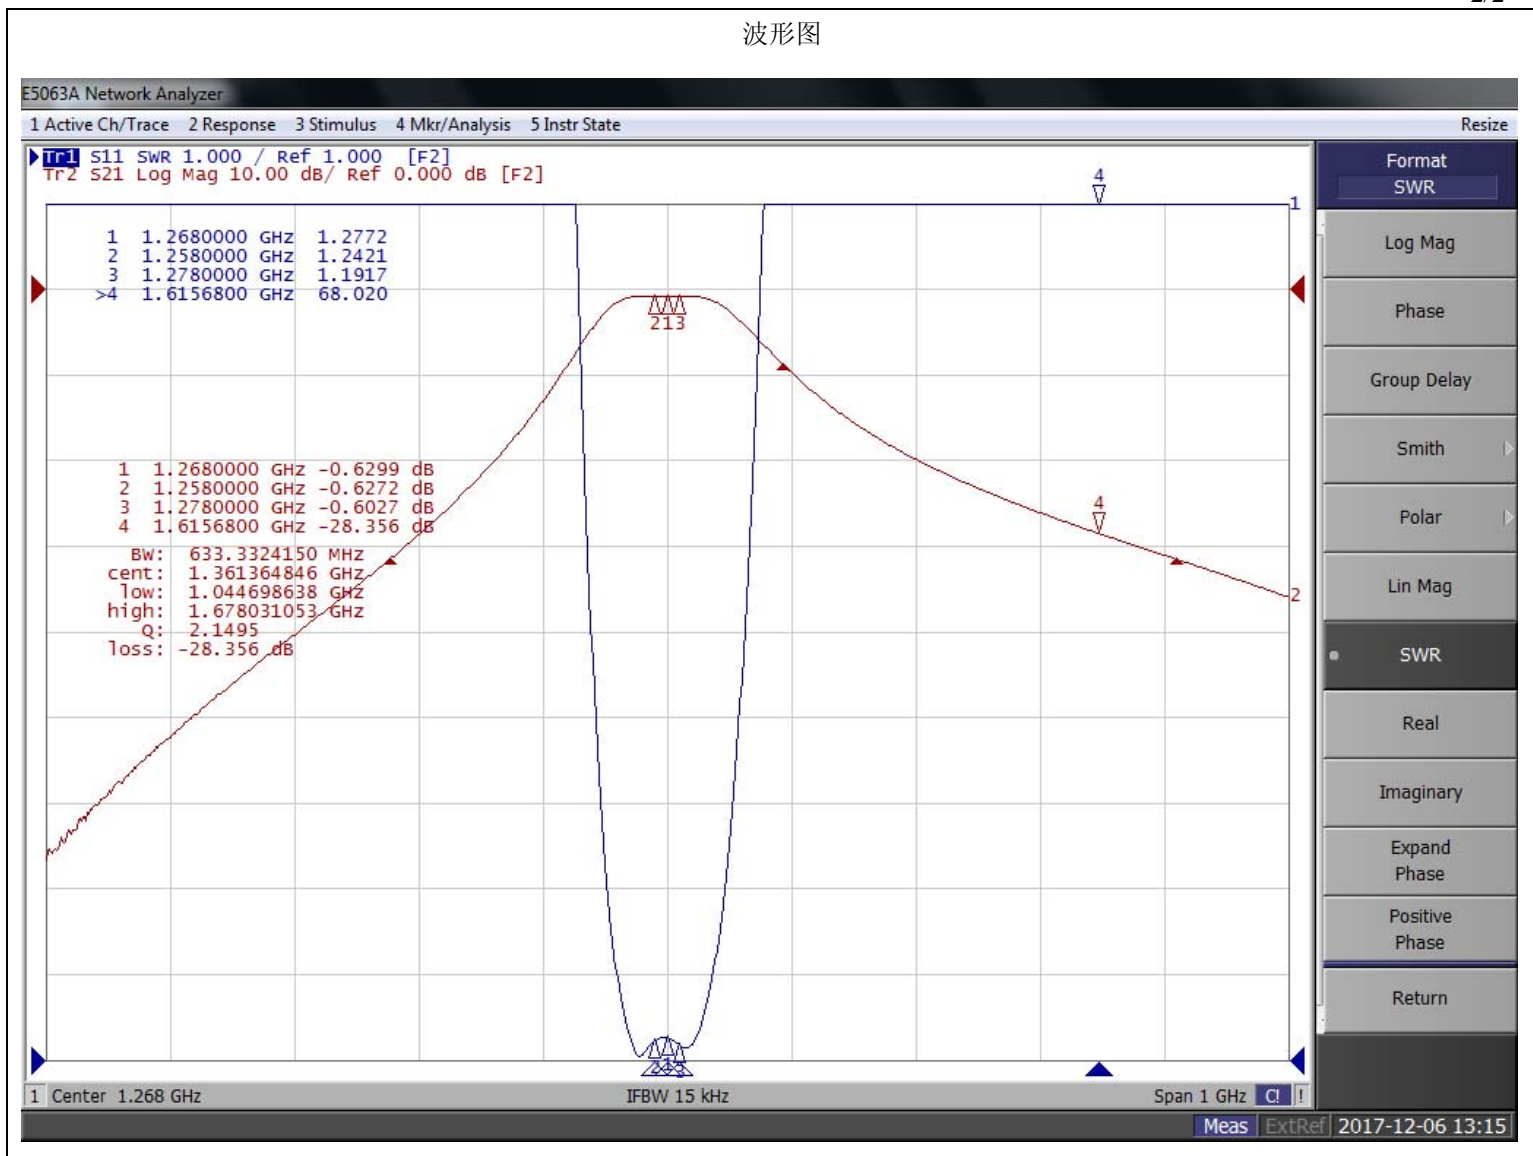 波形图
E5063A Network Analyzer
1 Active Ch/Trace 2 Response 3 Stimulus 4 Mkr/Analysis 5 Instr State Resize
Tr1 S11 SWR 1.000 / Ref 1.000 [F2]
Tr2 S21 Log Mag 10.00 dB/ Ref 0.000 dB [F2]
4
1
1 1.2680000 GHz 1.2772
2 1.2580000 GHz 1.2421
3 1.2780000 GHz 1.1917
>4 1.6156800 GHz 68.020
213
1 1.2680000 GHz -0.6299 dB
2 1.2580000 GHz -0.6272 dB
3 1.2780000 GHz -0.6027 dB
4 1.6156800 GHz -28.356 dB
4
BW: 633.3324150 MHz
cent: 1.361364846 GHz
low: 1.044698638 GHz
high: 1.678031053 GHz
Q: 2.1495
loss: -28.356 dB
2
213
1 Center 1.268 GHz IFBW 15 kHz Span 1 GHz C! !
Meas ExtRef 2017-12-06 13:15
Format
SWR
Log Mag
Phase
Group Delay
Smith
Polar
Lin Mag
SWR
Real
Imaginary
Expand
Phase
Positive
Phase
Return